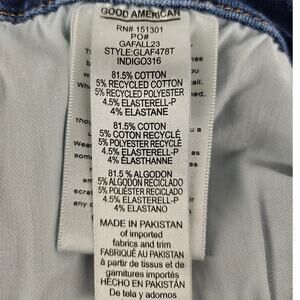 GOOD AMERICAN
RN# 151301
PO#
GAFALL23
STYLE:GLAF478T
INDIGO316
81.5% COTTON
5% RECYCLED COTTON
5% RECYCLED POLYESTER
4.5% ELASTERELL-P
4% ELASTANE
81.5% COTON
5% COTON RECYCLÉ
5% POLYESTER RECYCLÉ
4.5% ELASTERELL-P
4% ÉLASTHANNE
81.5 % ALGODON
5% ALGODON RECICLADO
5% POLIÉSTER RECICLADO
4.5% ELASTERELL-P
4% ELASTANO
MADE IN PAKISTAN
of imported
fabrics and trim
FABRIQUÉ AU PAKISTAN
à partir de tissus et de
garnitures importés
HECHO EN PAKISTÁN
De tela y adornos